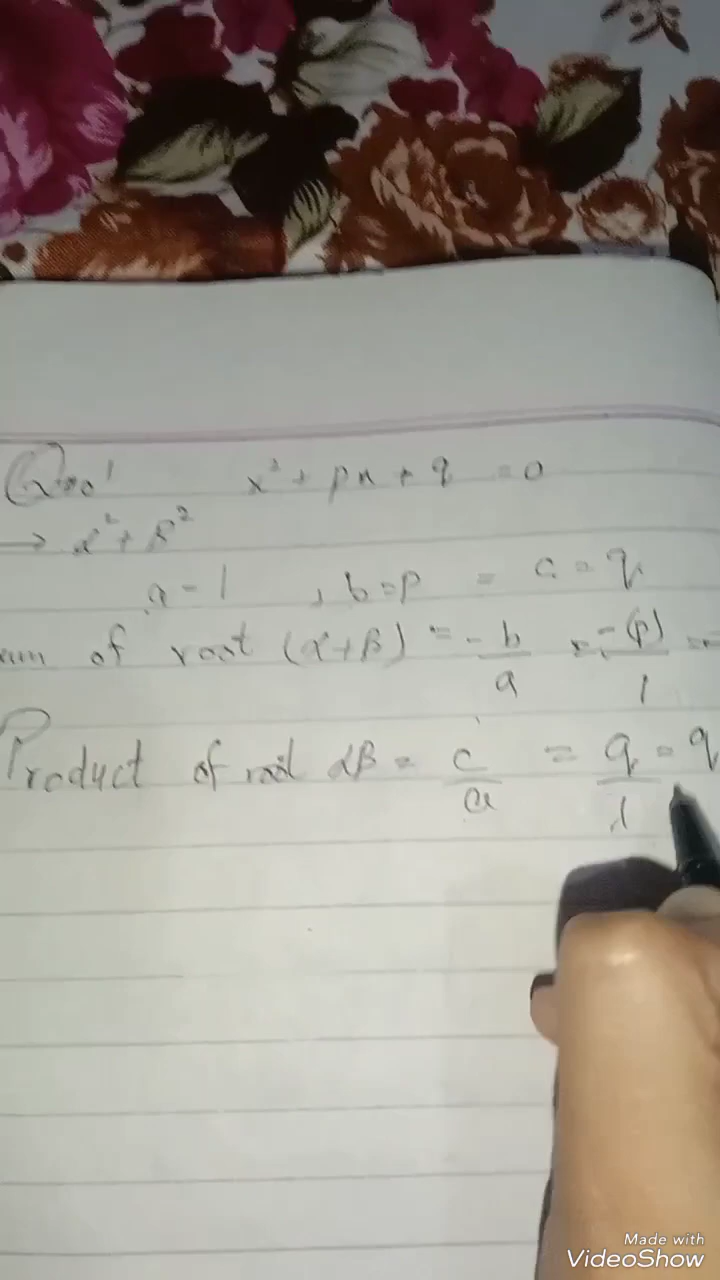 Q no 1 x² + px + q = 0
→ α² + β²
a = 1 , b = p = c = q
um of root (α+β) = -b/a = -(p)/1 =
Product of root αβ = c/a = q/1 = q
Made with
VideoShow